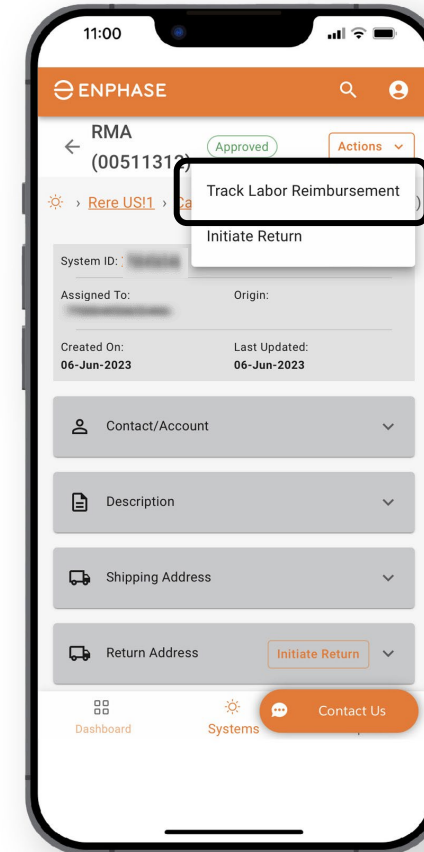 11:00
ENPHASE
RMA
(00511312)
Approved
Actions
Track Labor Reimbursement
Rere US!1 ›
)
Initiate Return
System ID:
Assigned To:
Origin:
Created On:
Last Updated:
06-Jun-2023
06-Jun-2023
Contact/Account
Description
Shipping Address
Return Address
Initiate Return
Dashboard
Systems
Contact Us